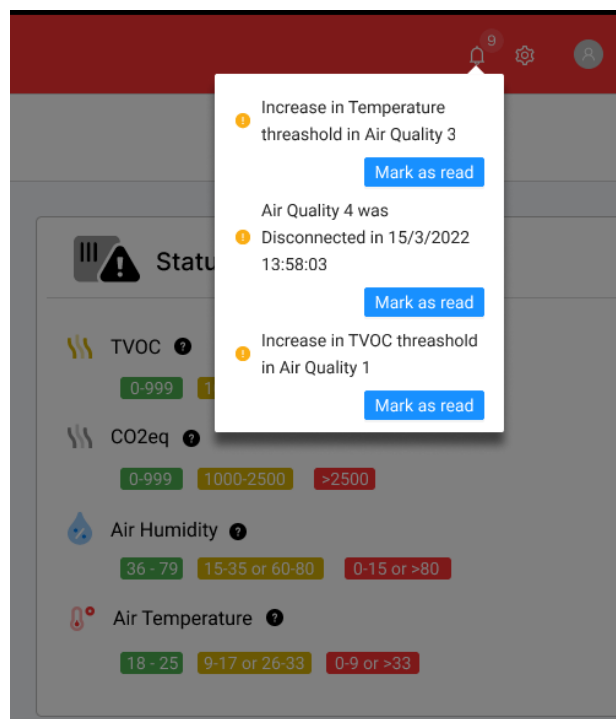 9
Increase in Temperature
threashold in Air Quality 3
Mark as read
Air Quality 4 was
Disconnected in 15/3/2022
13:58:03
Mark as read
Increase in TVOC threashold
in Air Quality 1
Mark as read
Statu
TVOC ?
0-999 1
CO2eq ?
0-999 1000-2500 >2500
Air Humidity ?
36 - 79 15-35 or 60-80 0-15 or >80
Air Temperature ?
18 - 25 9-17 or 26-33 0-9 or >33